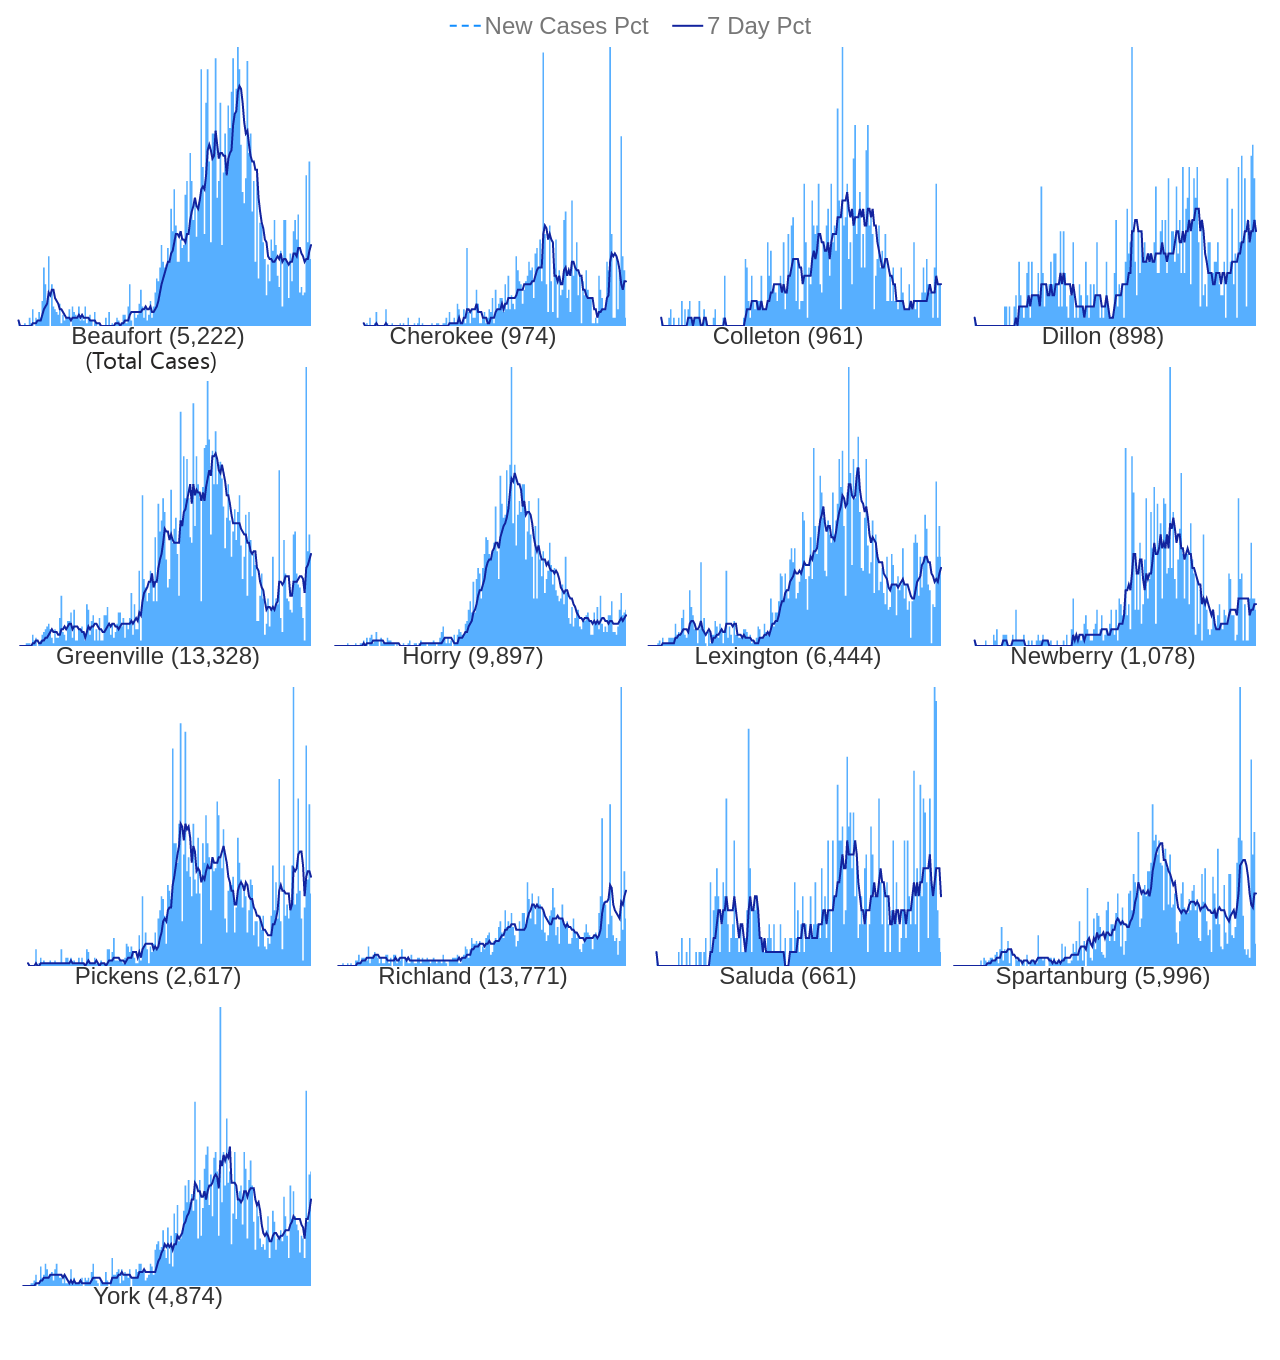 New Cases Pct 7 Day Pct
Beaufort (5,222) Cherokee (974) Colleton (961) Dillon (898)
(Total Cases)
Greenville (13,328) Horry (9,897) Lexington (6,444) Newberry (1,078)
Pickens (2,617) Richland (13,771) Saluda (661) Spartanburg (5,996)
York (4,874)